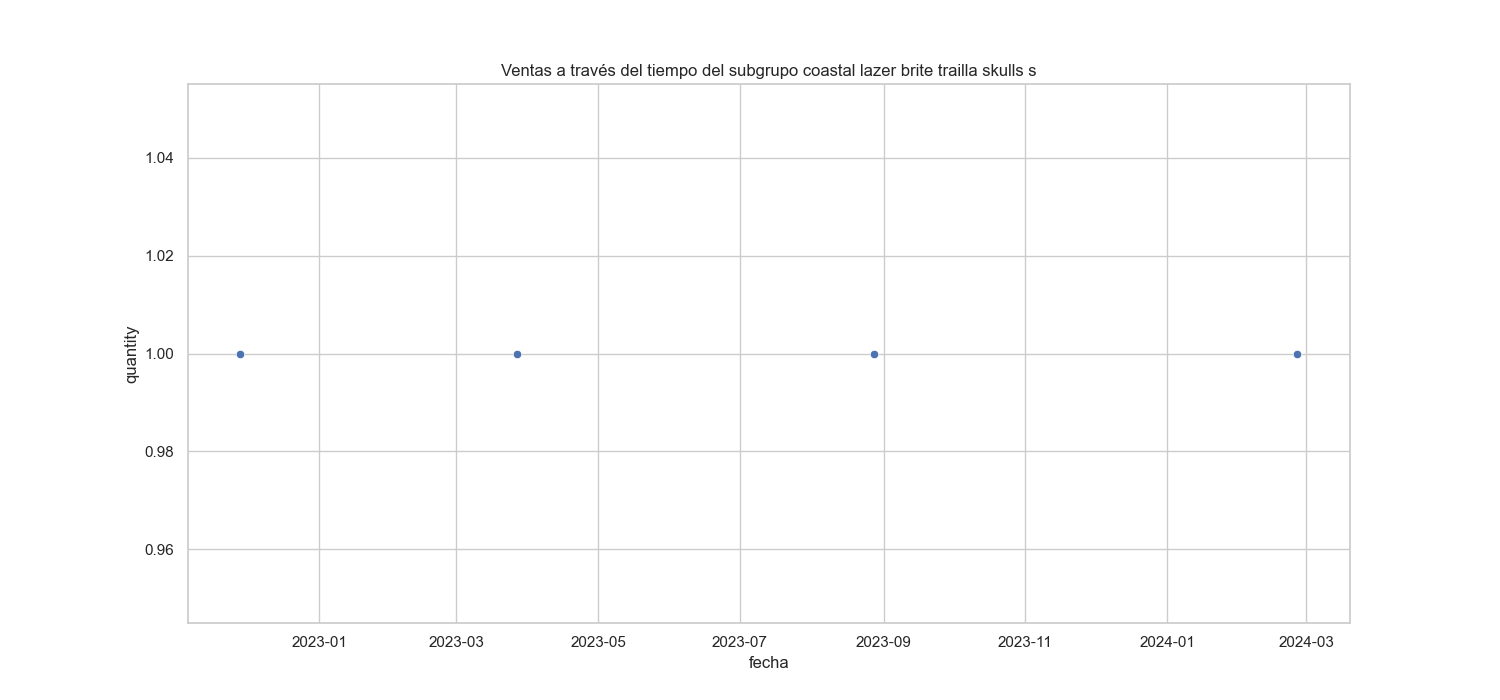 Ventas a través del tiempo del subgrupo coastal lazer brite trailla skulls s
1.04
1.02
1.00
0.98
0.96
quantity
2023-01 2023-03 2023-05 2023-07 2023-09 2023-11 2024-01 2024-03
fecha